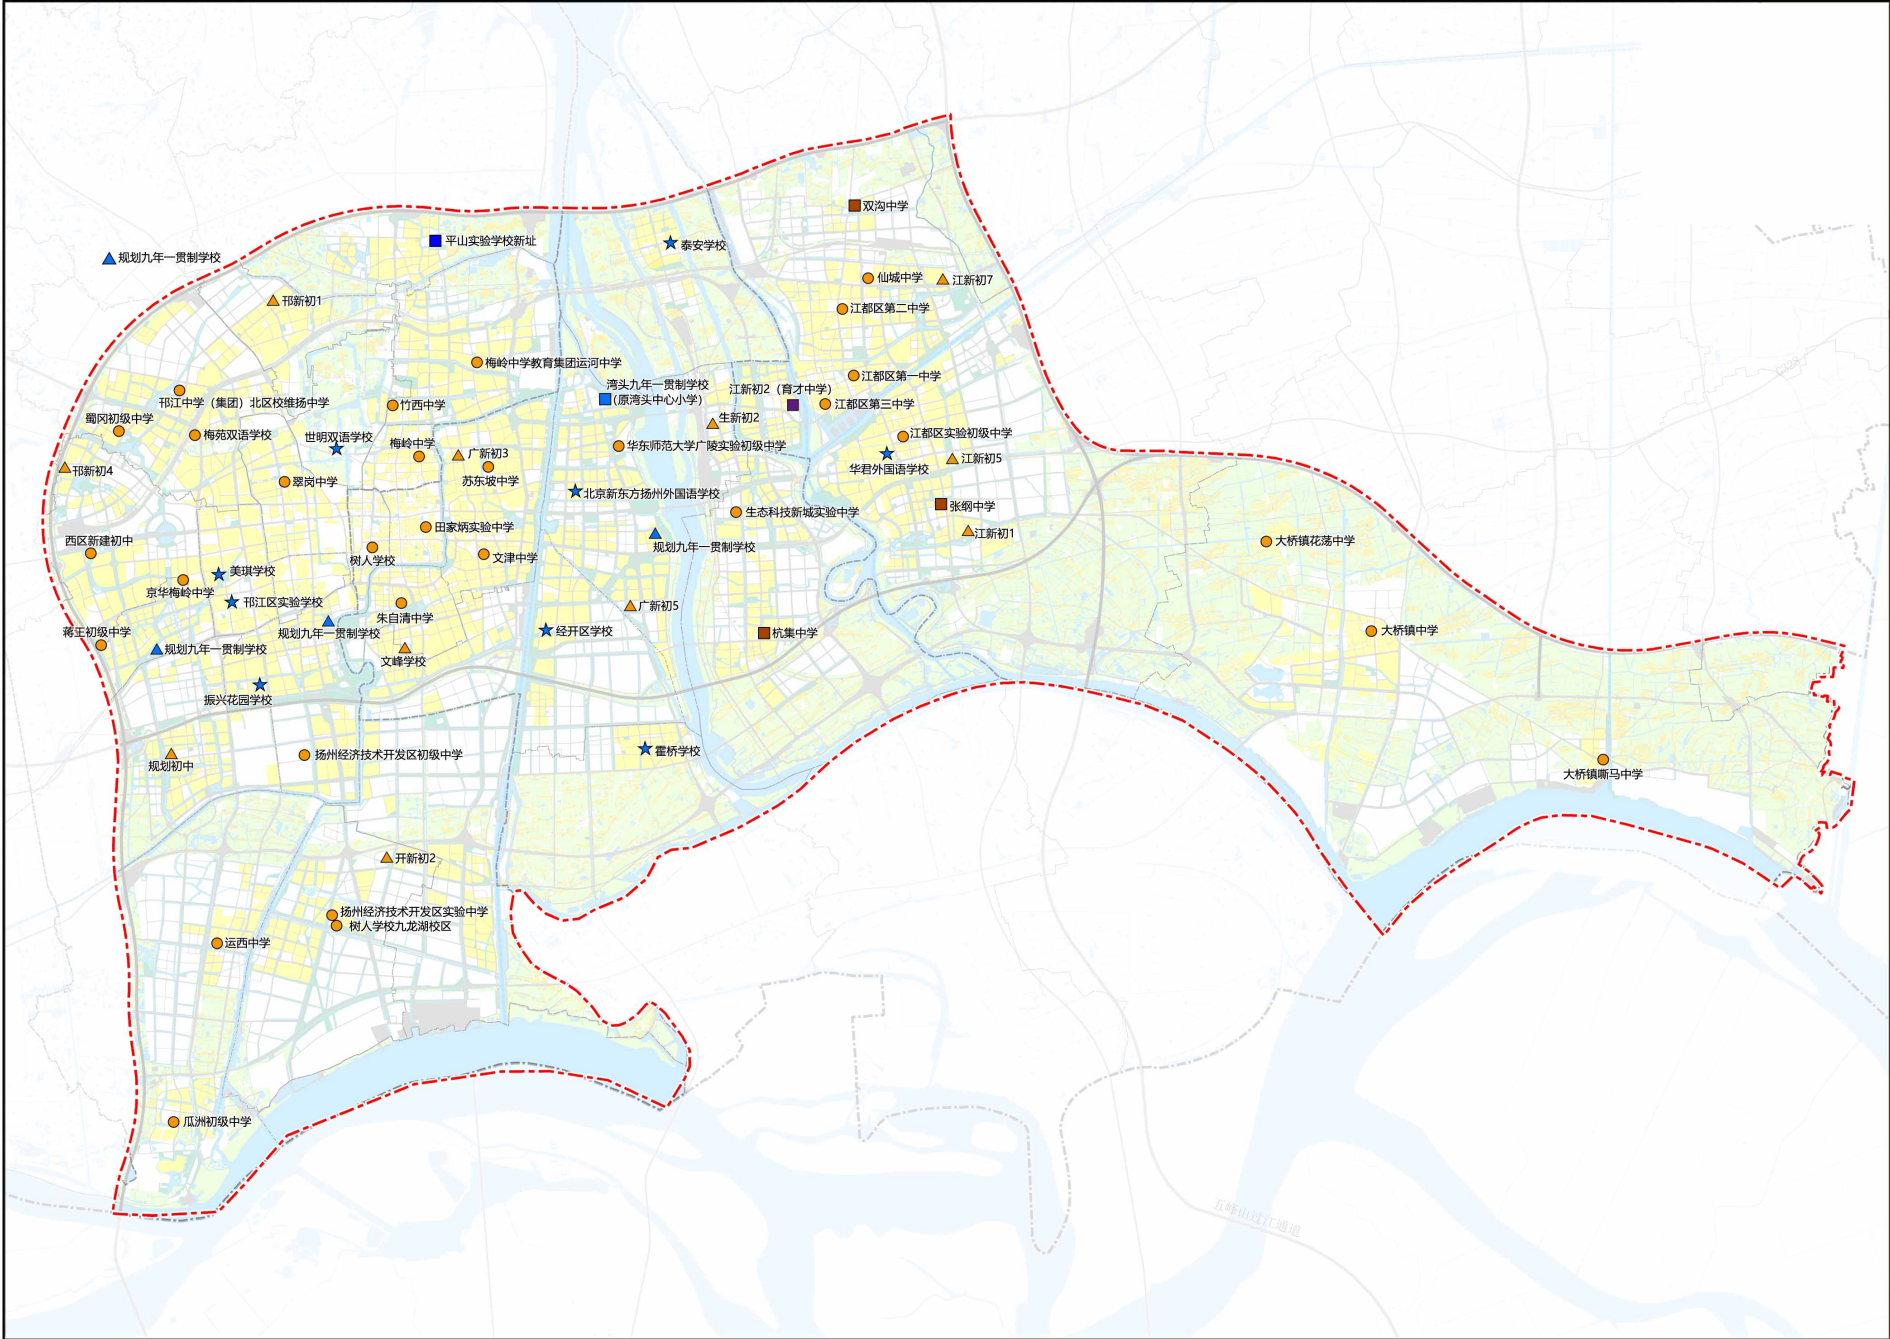 双沟中学
平山实验学校新址
泰安学校
规划九年一贯制学校
仙城中学
江新初7
邗新初1
江都区第二中学
梅岭中学教育集团运河中学
江都区第一中学
湾头九年一贯制学校
(原湾头中心小学)
江新初2（育才中学）
邗江中学（集团）北区校维扬中学
竹西中学
江都区第三中学
蜀冈初级中学
生新初2
梅苑双语学校
世明双语学校
梅岭中学
华东师范大学广陵实验初级中学
江都区实验初级中学
广新初3
江新初5
邗新初4
华君外国语学校
翠岗中学
苏东坡中学
北京新东方扬州外国语学校
张纲中学
生态科技新城实验中学
田家炳实验中学
江新初1
西区新建初中
规划九年一贯制学校
大桥镇花荡中学
树人学校
文津中学
美琪学校
京华梅岭中学
邗江区实验学校
广新初5
朱自清中学
蒋王初级中学
规划九年一贯制学校
经开区学校
杭集中学
大桥镇中学
规划九年一贯制学校
文峰学校
振兴花园学校
霍桥学校
规划初中
扬州经济技术开发区初级中学
大桥镇嘶马中学
开新初2
扬州经济技术开发区实验中学
树人学校九龙湖校区
运西中学
瓜洲初级中学
五峰山过江通道